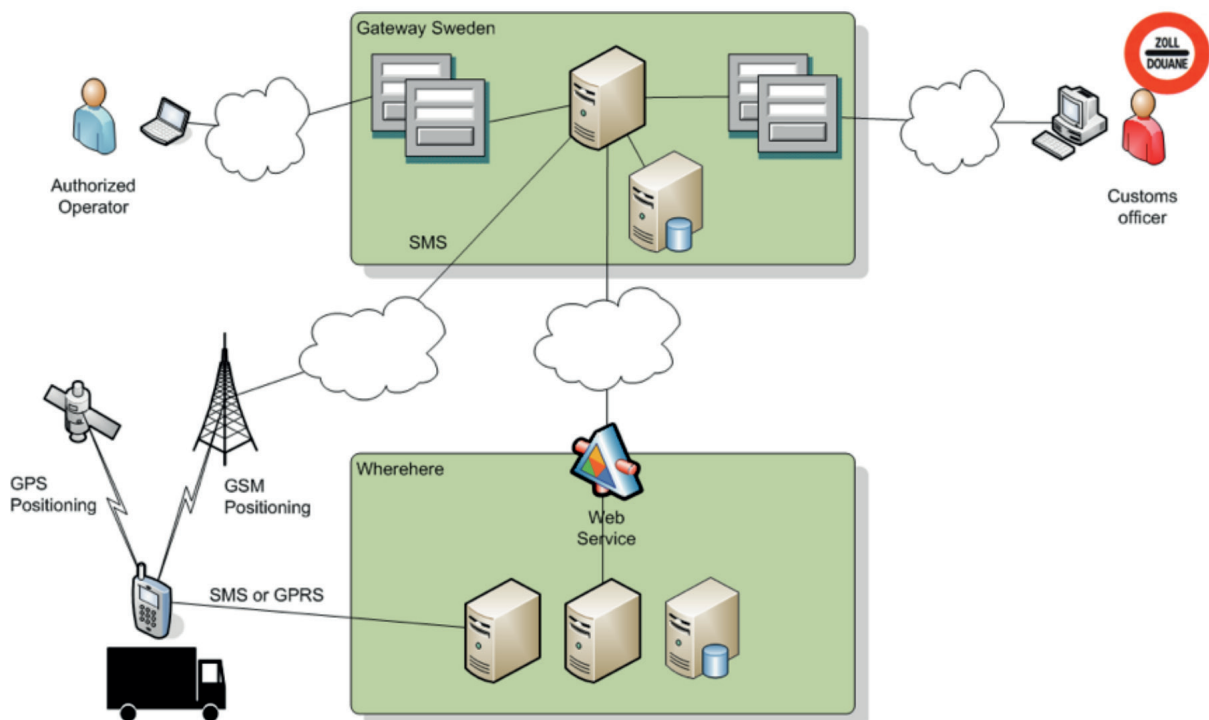 Gateway Sweden
ZOLL
DOUANE
Authorized
Operator
Customs
officer
SMS
GPS
Positioning
GSM
Positioning
Wherehere
Web
Service
SMS or GPRS